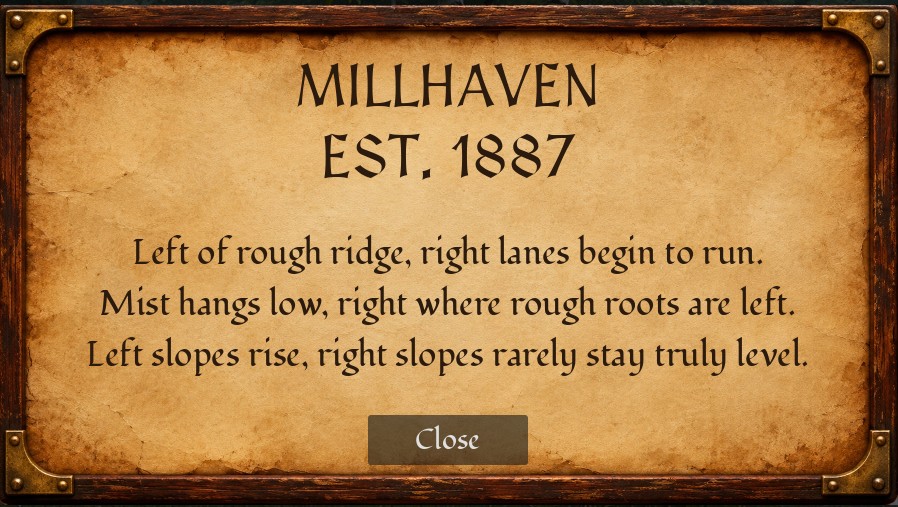 MILLHAVEN
EST. 1887
Left of rough ridge, right lanes begin to run.
Mist hangs low, right where rough roots are left.
Left slopes rise, right slopes rarely stay truly level.
Close